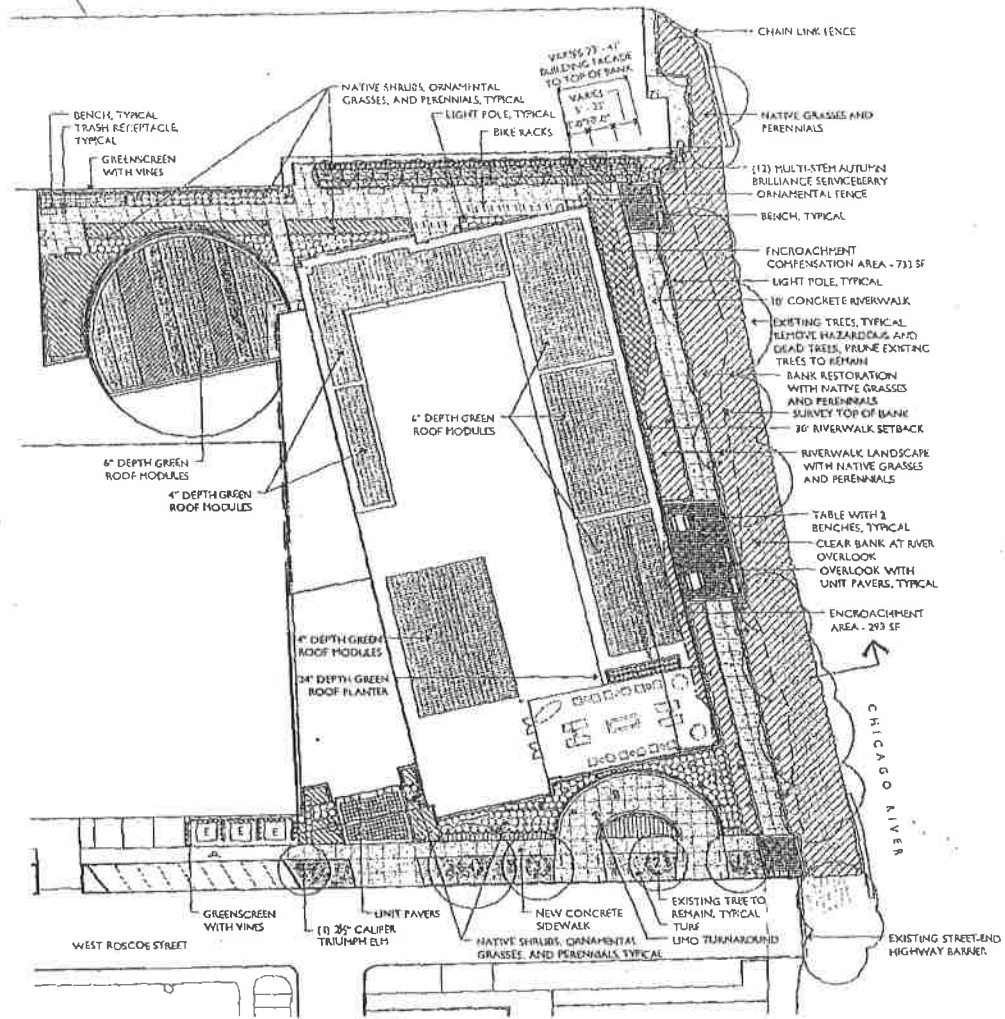 CHAIN LINK FENCE
BUILDING FACADE
TO TOP OF BANK
VARIES
NATIVE SHRUBS, ORNAMENTAL
GRASSES, AND PERENNIALS, TYPICAL
LIGHT POLE, TYPICAL
BIKE RACKS
BENCH, TYPICAL
TRASH RECEPTACLE,
TYPICAL
GREENSCREEN
WITH VINES
NATIVE GRASSES AND
PERENNIALS
(12) MULTI-STEM AUTUMN
BRILLIANCE SERVICEBERRY
ORNAMENTAL FENCE
BENCH, TYPICAL
ENCROACHMENT
COMPENSATION AREA - 733 SF
LIGHT POLE, TYPICAL
10' CONCRETE RIVERWALK
EXISTING TREES, TYPICAL
REMOVE HAZARDOUS AND
DEAD TREES, PRUNE EXISTING
TREES TO REMAIN
BANK RESTORATION
WITH NATIVE GRASSES
AND PERENNIALS
SURVEY TOP OF BANK
30' RIVERWALK SETBACK
RIVERWALK LANDSCAPE
WITH NATIVE GRASSES
AND PERENNIALS
TABLE WITH 2
BENCHES, TYPICAL
CLEAR BANK AT RIVER
OVERLOOK
OVERLOOK WITH
UNIT PAVERS, TYPICAL
ENCROACHMENT
AREA - 293 SF
6" DEPTH GREEN
ROOF MODULES
6" DEPTH GREEN
ROOF MODULES
4" DEPTH GREEN
ROOF MODULES
4" DEPTH GREEN
ROOF MODULES
24" DEPTH GREEN
ROOF PLANTER
CHICAGO RIVER
E E E
GREENSCREEN
WITH VINES
UNIT PAVERS
(1) 2½" CALIPER
TRIUMPH ELM
NEW CONCRETE
SIDEWALK
NATIVE SHRUBS, ORNAMENTAL
GRASSES, AND PERENNIALS, TYPICAL
EXISTING TREE TO
REMAIN, TYPICAL
TURF
LIMO TURNAROUND
EXISTING STREET-END
HIGHWAY BARRIER
WEST ROSCOE STREET